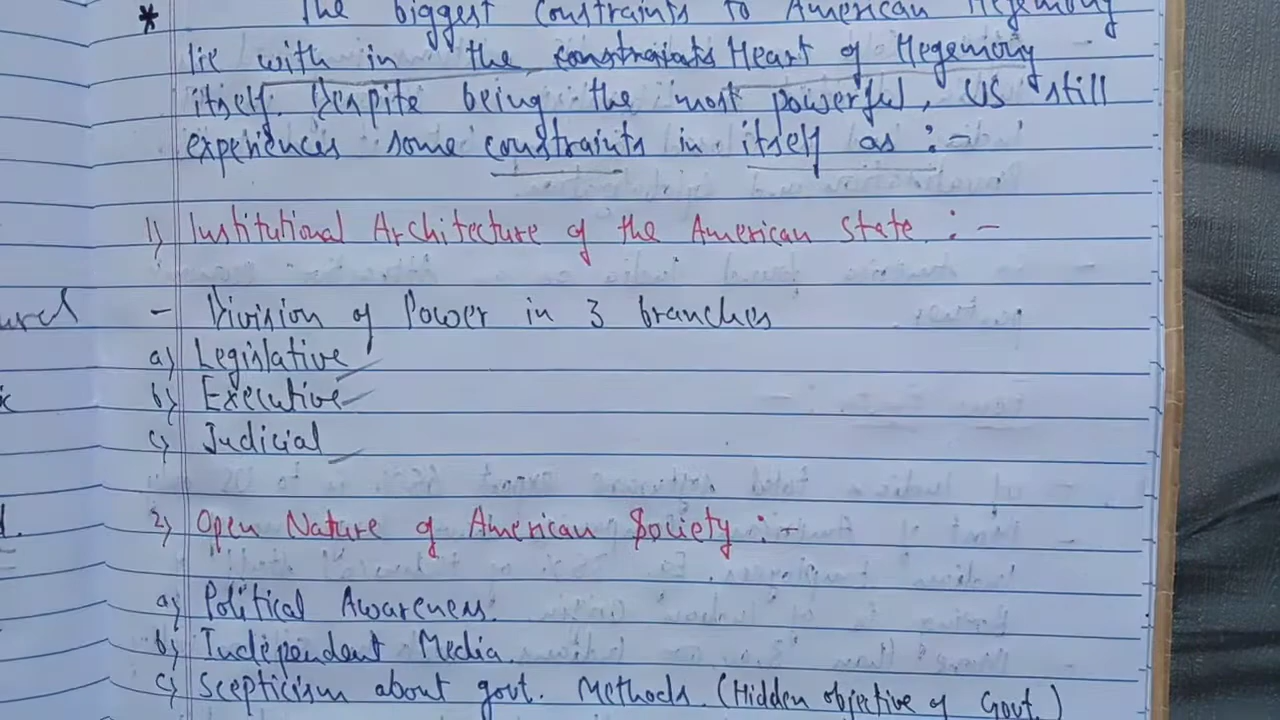 * The biggest constraints to American Hegemony
lie with in the constraints Heart of Hegemony
itself. Despite being the most powerful, US still
experiences some constraints in itself as :-
1) Institutional Architecture of the American State :-
- Division of Power in 3 branches
a) Legislative
b) Executive
c) Judicial
2) Open Nature of American Society :-
a) Political Awareness.
b) Independent Media.
c) Scepticism about govt. Methods. (Hidden objective of Govt.)